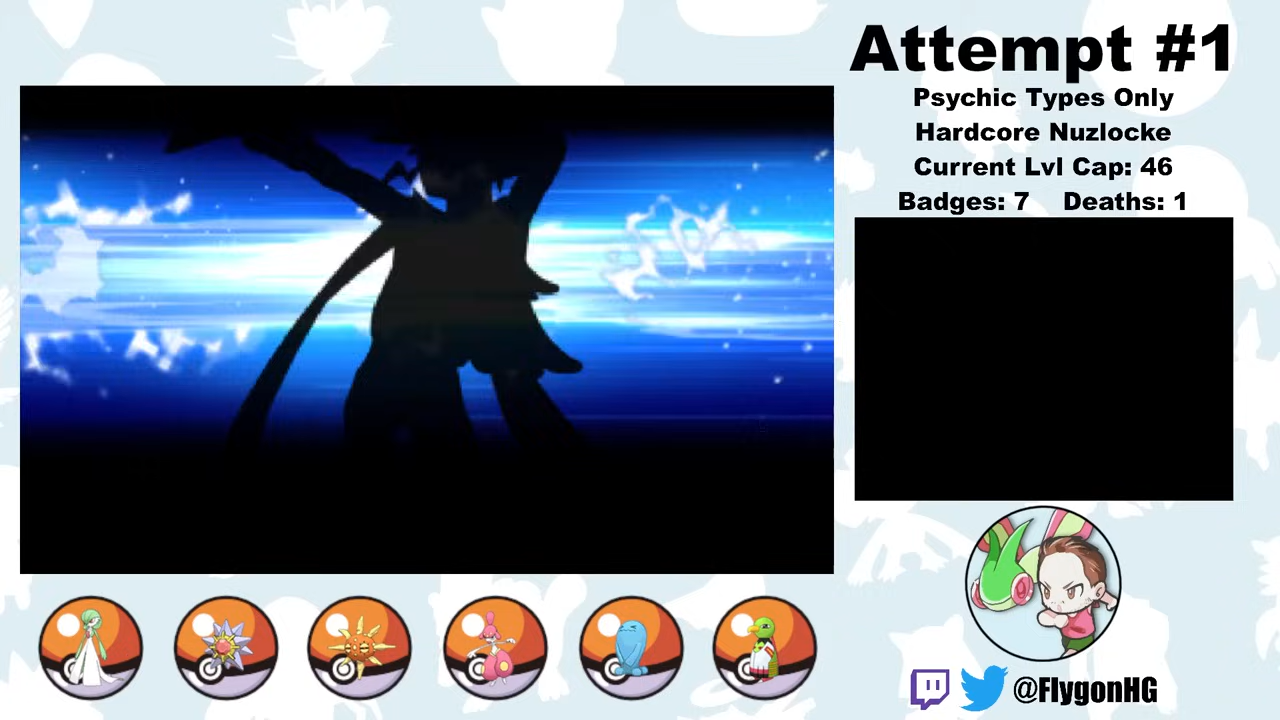 Attempt #1
Psychic Types Only
Hardcore Nuzlocke
Current Lvl Cap: 46
Badges: 7 Deaths: 1
@FlygonHG